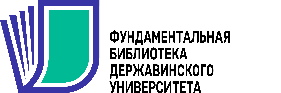 ФУНДАМЕНТАЛЬНАЯ
БИБЛИОТЕКА
ДЕРЖАВИНСКОГО
УНИВЕРСИТЕТА